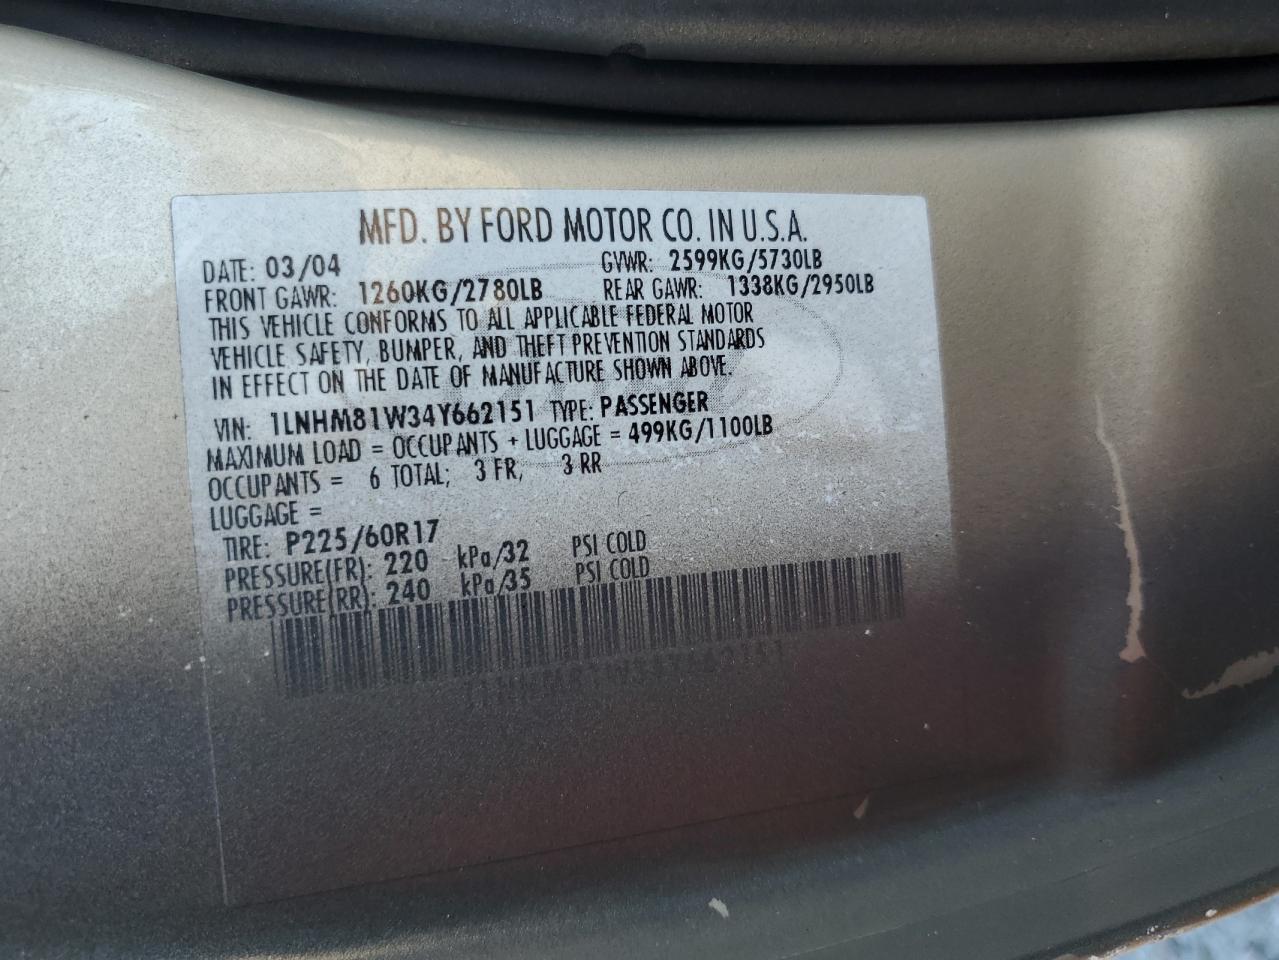 MFD. BY FORD MOTOR CO. IN U.S.A.
DATE: 03/04 GVWR: 2599KG/5730LB
FRONT GAWR: 1260KG/2780LB REAR GAWR: 1338KG/2950LB
THIS VEHICLE CONFORMS TO ALL APPLICABLE FEDERAL MOTOR
VEHICLE SAFETY, BUMPER, AND THEFT PREVENTION STANDARDS
IN EFFECT ON THE DATE OF MANUFACTURE SHOWN ABOVE.
VIN: 1LNHM81W34Y662151 TYPE: PASSENGER
MAXIMUM LOAD = OCCUPANTS + LUGGAGE = 499KG/1100LB
OCCUPANTS = 6 TOTAL; 3 FR, 3 RR
LUGGAGE =
TIRE: P225/60R17
PRESSURE(FR): 220 kPa/32 PSI COLD
PRESSURE(RR): 240 kPa/35 PSI COLD